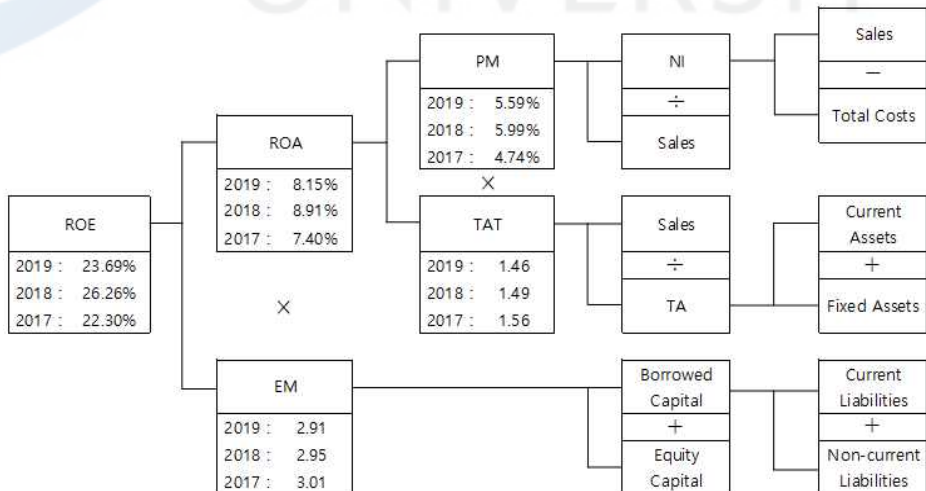 UNIVERSITY
Sales
−
Total Costs
PM
2019 : 5.59%
2018 : 5.99%
2017 : 4.74%
NI
÷
Sales
ROA
2019 : 8.15%
2018 : 8.91%
2017 : 7.40%
×
ROE
2019 : 23.69%
2018 : 26.26%
2017 : 22.30%
TAT
2019 : 1.46
2018 : 1.49
2017 : 1.56
Sales
÷
TA
Current
Assets
+
Fixed Assets
×
EM
2019 : 2.91
2018 : 2.95
2017 : 3.01
Borrowed
Capital
+
Equity
Capital
Current
Liabilities
+
Non-current
Liabilities